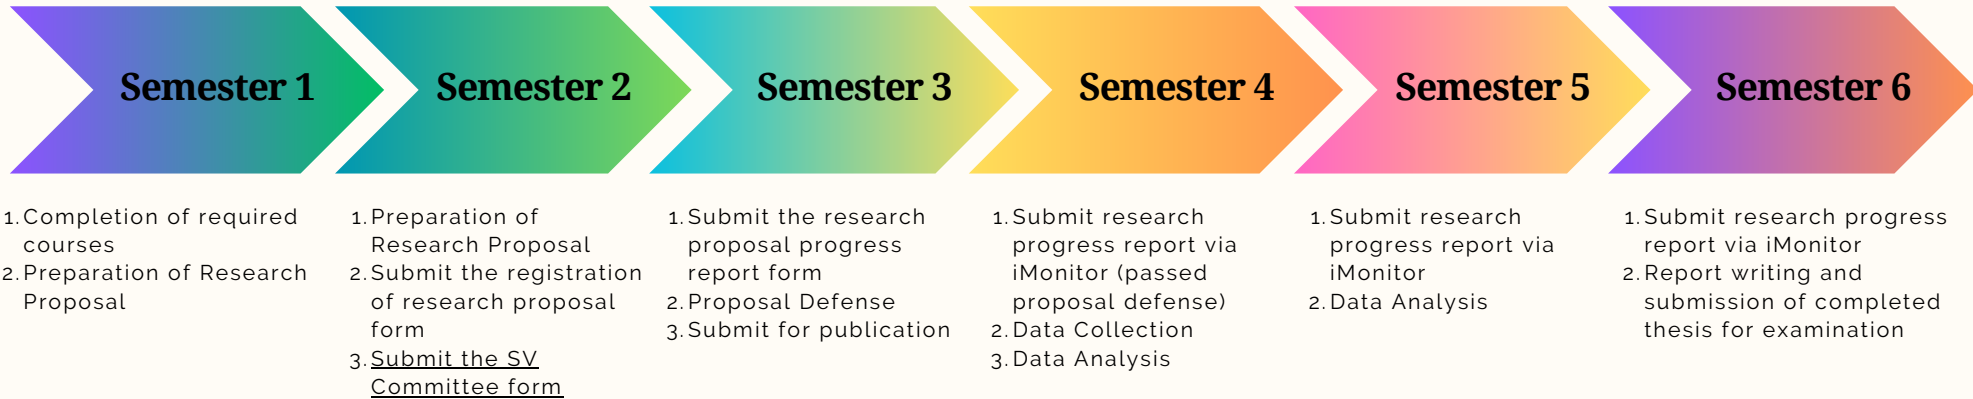 Semester 1
Semester 2
Semester 3
Semester 4
Semester 5
Semester 6
1. Completion of required
courses
2. Preparation of Research
Proposal
1. Preparation of
Research Proposal
2. Submit the registration
of research proposal
form
3. Submit the SV
Committee form
1. Submit the research
proposal progress
report form
2. Proposal Defense
3. Submit for publication
1. Submit research
progress report via
iMonitor (passed
proposal defense)
2. Data Collection
3. Data Analysis
1. Submit research
progress report via
iMonitor
2. Data Analysis
1. Submit research progress
report via iMonitor
2. Report writing and
submission of completed
thesis for examination